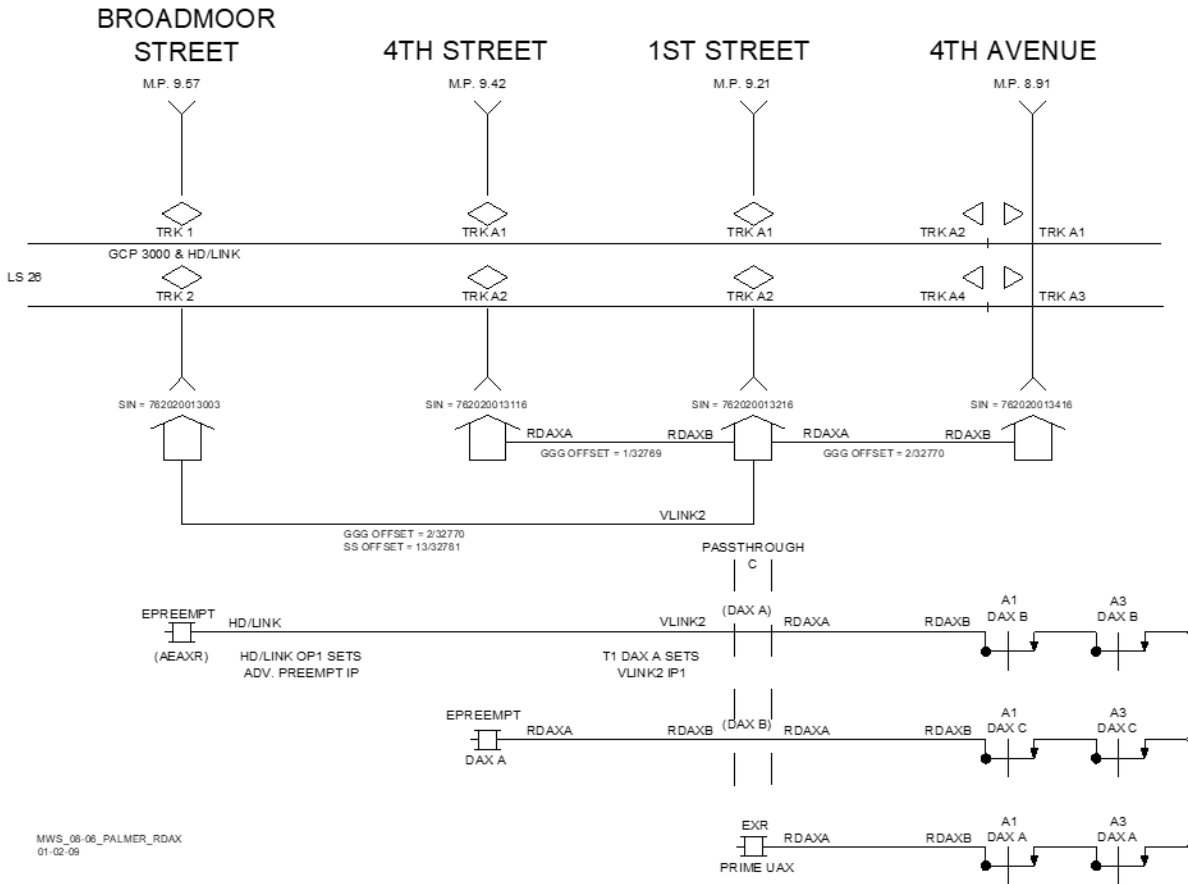 BROADMOOR
STREET
4TH STREET
1ST STREET
4TH AVENUE
M.P. 9.57
M.P. 9.42
M.P. 9.21
M.P. 8.91
TRK 1
TRK A1
TRK A1
TRK A2
TRK A1
GCP 3000 & HD/LINK
LS 26
TRK 2
TRK A2
TRK A2
TRK A4
TRK A3
SIN = 762020013003
SIN = 762020013116
SIN = 762020013216
SIN = 762020013416
RDAXA
RDAXB
RDAXA
RDAXB
GGG OFFSET = 1/32769
GGG OFFSET = 2/32770
VLINK2
GGG OFFSET = 2/32770
SS OFFSET = 13/32781
PASSTHROUGH
C
EPREEMPT
(AEAXR)
HD/LINK
VLINK2
(DAX A)
RDAXA
RDAXB
A1
DAX B
A3
DAX B
HD/LINK OP1 SETS
ADV. PREEMPT IP
T1 DAX A SETS
VLINK2 IP1
EPREEMPT
DAX A
RDAXA
RDAXB
(DAX B)
RDAXA
RDAXB
A1
DAX C
A3
DAX C
EXR
PRIME UAX
RDAXA
RDAXB
A1
DAX A
A3
DAX A
MWS_08-06_PALMER_RDAX
01-02-09